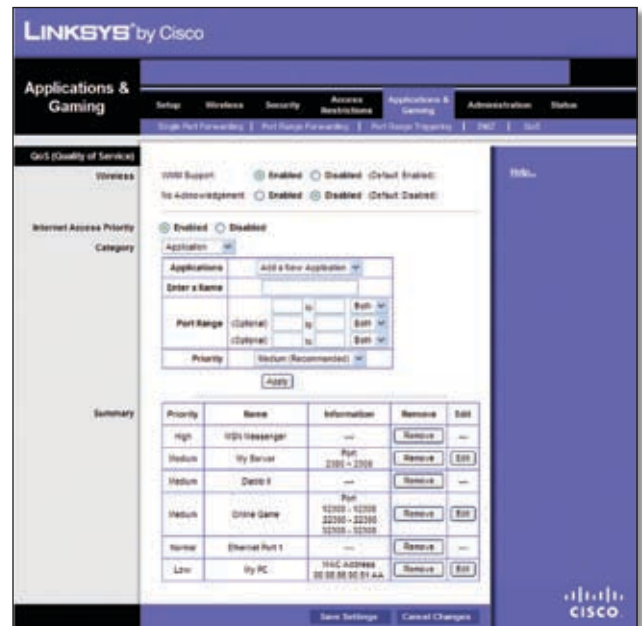 LINKSYS® by Cisco
Applications & Gaming
Setup Wireless Security Access Restrictions Applications & Gaming Administration Status
Single Port Forwarding | Port Range Forwarding | Port Range Triggering | DMZ | QoS
QoS (Quality of Service)
Wireless
WMM Support Enabled Disabled (Default: Enabled)
No Acknowledgement Enabled Disabled (Default: Disabled)
Help...
Internet Access Priority Enabled Disabled
Category Application
Applications Add a New Application
Enter a Name
Port Range to Both
(Optional) to Both
(Optional) to Both
Priority Medium (Recommended)
Apply
Summary
Priority Name Information Remove Edit
High MSN Messenger --- Remove ---
Medium My Server Port Remove Edit
Medium --- Remove ---
Medium Online Game Port Remove Edit
Normal Ethernet Port 1 --- Remove ---
Low My PC MAC Address Remove Edit
Save Settings Cancel Changes
CISCO